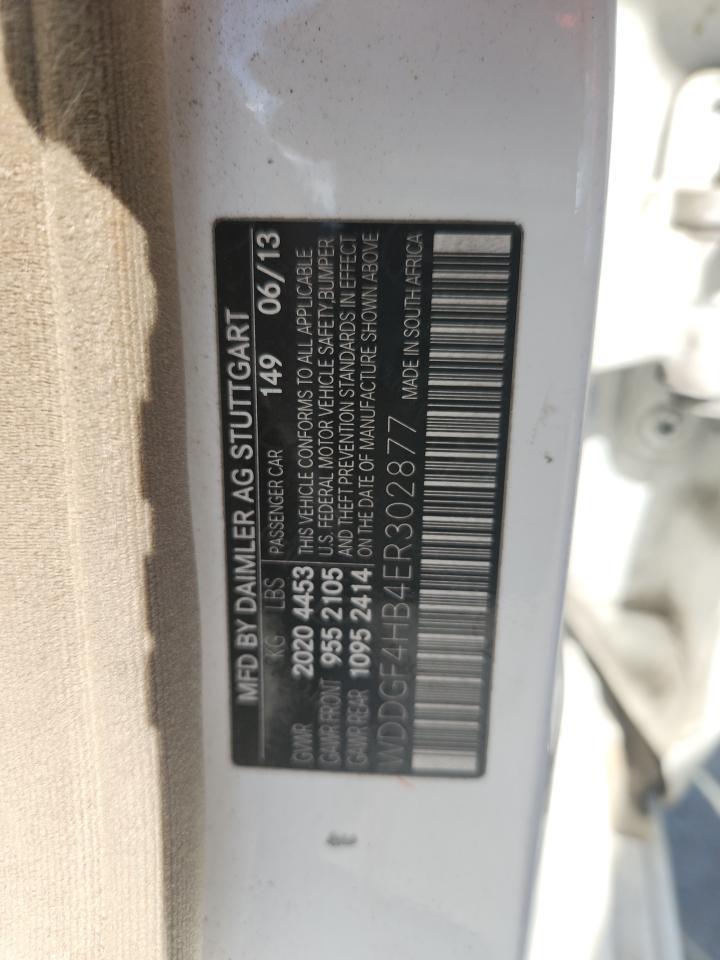 MFD BY DAIMLER AG STUTTGART
KG LBS PASSENGER CAR 149 06/13
GVWR 2020 4453 THIS VEHICLE CONFORMS TO ALL APPLICABLE
GAWR FRONT 955 2105 U.S. FEDERAL MOTOR VEHICLE SAFETY, BUMPER
GAWR REAR 1095 2414 AND THEFT PREVENTION STANDARDS IN EFFECT
ON THE DATE OF MANUFACTURE SHOWN ABOVE
WDDGF4HB4ER302877 MADE IN SOUTH AFRICA